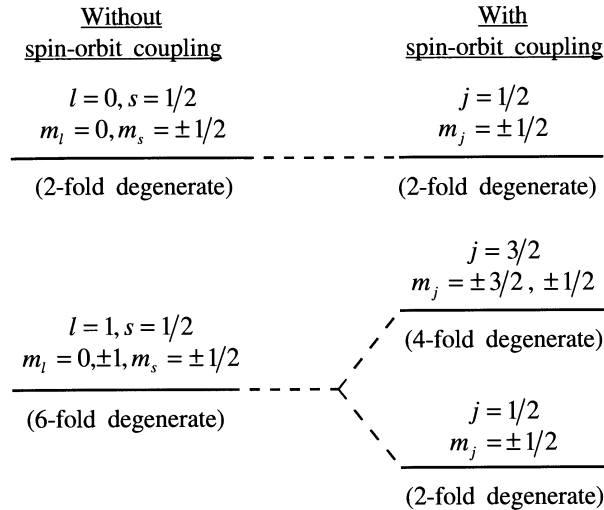 Without
spin-orbit coupling
l = 0, s = 1/2
m_l = 0, m_s = ±1/2
(2-fold degenerate)
l = 1, s = 1/2
m_l = 0,±1, m_s = ±1/2
(6-fold degenerate)
With
spin-orbit coupling
j = 1/2
m_j = ±1/2
(2-fold degenerate)
j = 3/2
m_j = ±3/2 , ±1/2
(4-fold degenerate)
j = 1/2
m_j = ±1/2
(2-fold degenerate)